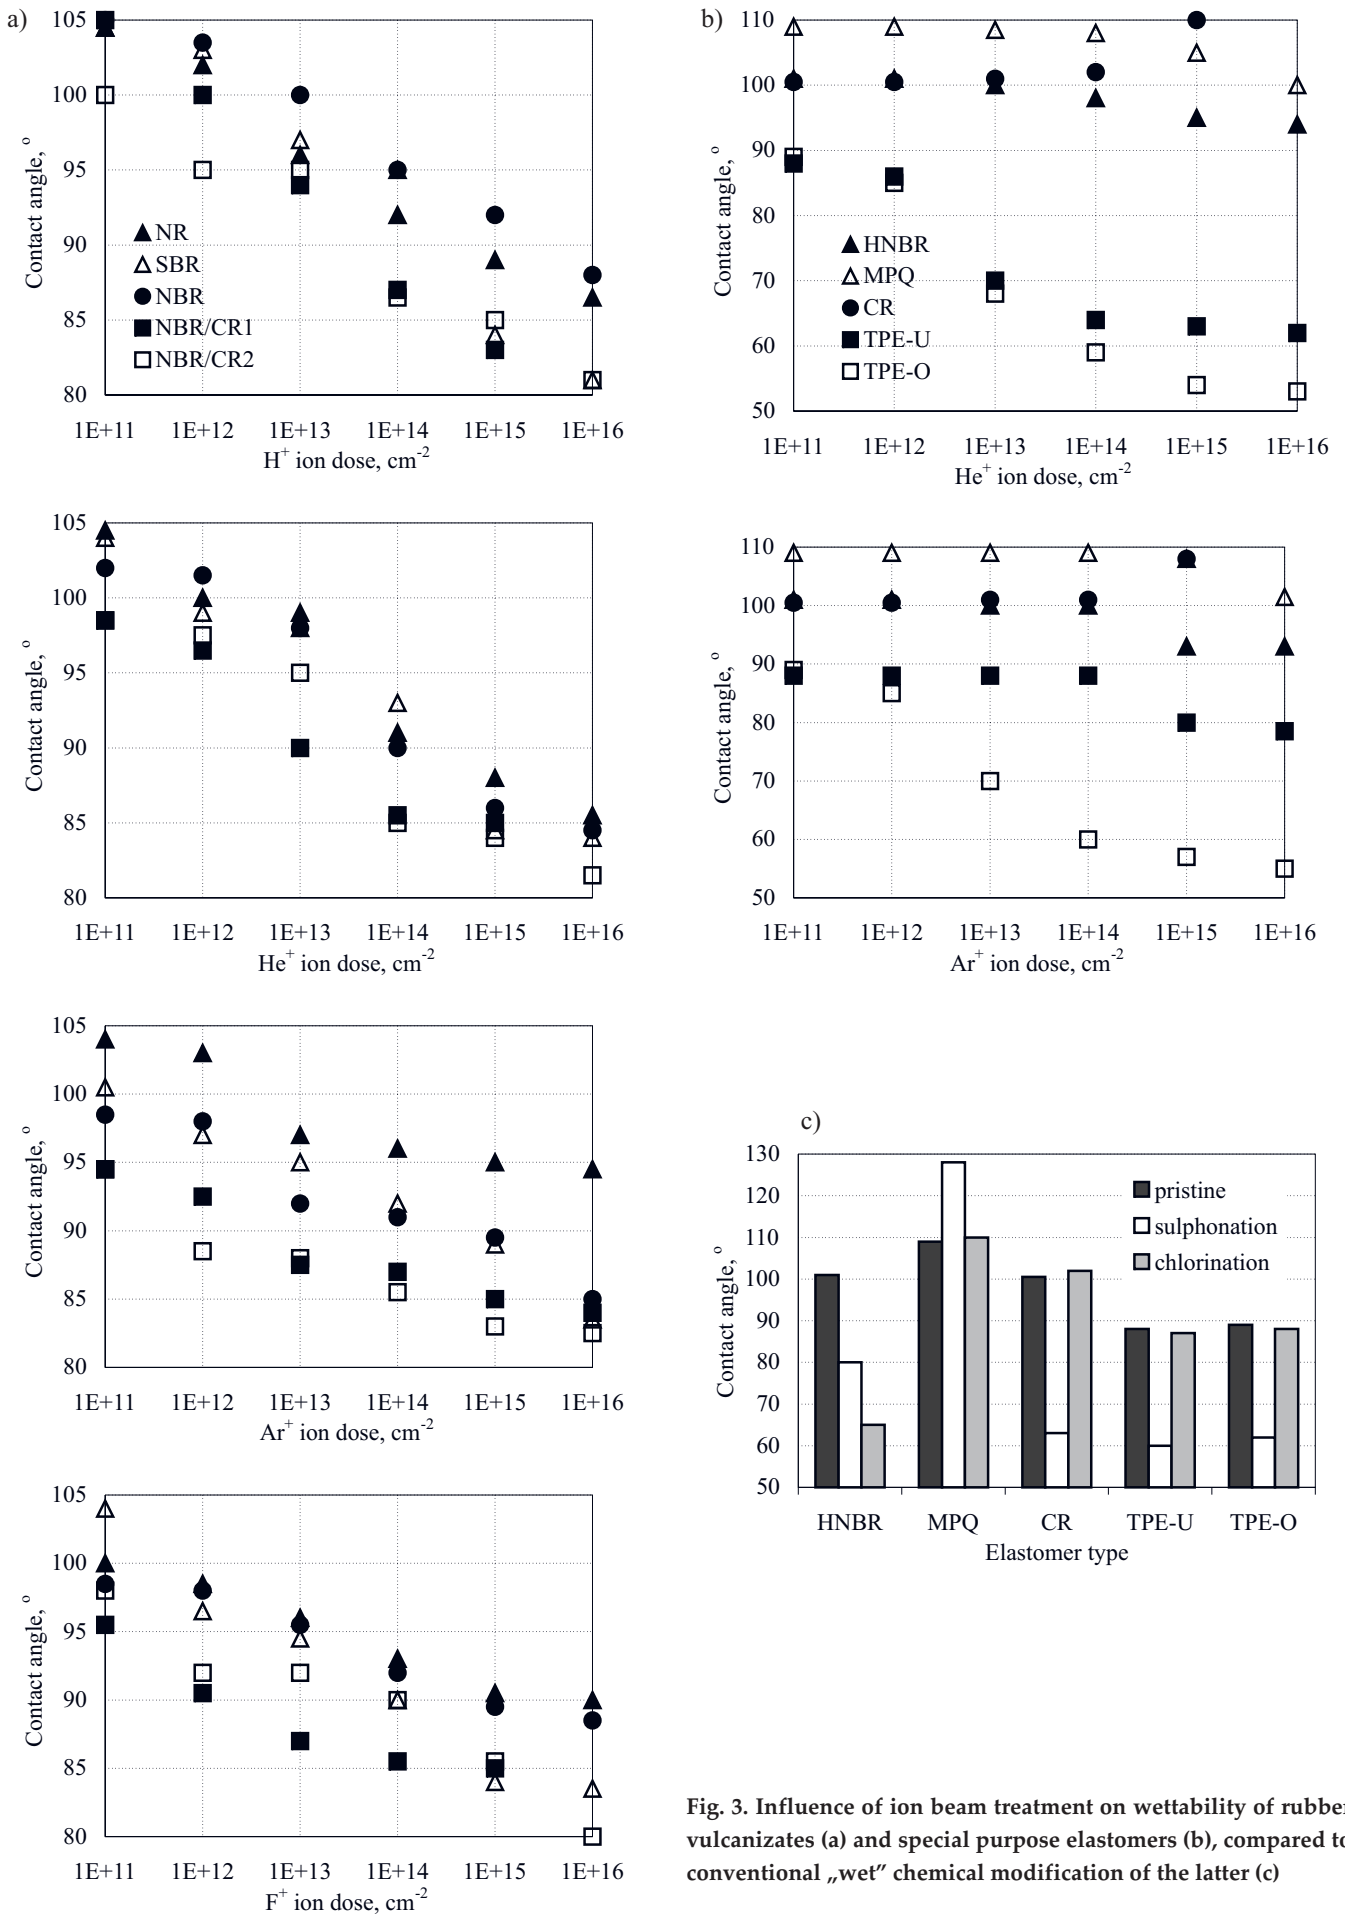 a)
105
100
95
90
85
80
Contact angle, °
NR
SBR
NBR
NBR/CR1
NBR/CR2
1E+11 1E+12 1E+13 1E+14 1E+15 1E+16
H⁺ ion dose, cm⁻²
105
100
95
90
85
80
Contact angle, °
1E+11 1E+12 1E+13 1E+14 1E+15 1E+16
He⁺ ion dose, cm⁻²
105
100
95
90
85
80
Contact angle, °
1E+11 1E+12 1E+13 1E+14 1E+15 1E+16
Ar⁺ ion dose, cm⁻²
105
100
95
90
85
80
Contact angle, °
1E+11 1E+12 1E+13 1E+14 1E+15 1E+16
F⁺ ion dose, cm⁻²
b)
110
100
90
80
70
60
50
Contact angle, °
HNBR
MPQ
CR
TPE-U
TPE-O
1E+11 1E+12 1E+13 1E+14 1E+15 1E+16
He⁺ ion dose, cm⁻²
110
100
90
80
70
60
50
Contact angle, °
1E+11 1E+12 1E+13 1E+14 1E+15 1E+16
Ar⁺ ion dose, cm⁻²
c)
130
120
110
100
90
80
70
60
50
Contact angle, °
pristine
sulphonation
chlorination
HNBR MPQ CR TPE-U TPE-O
Elastomer type
Fig. 3. Influence of ion beam treatment on wettability of rubber
vulcanizates (a) and special purpose elastomers (b), compared to
conventional „wet” chemical modification of the latter (c)